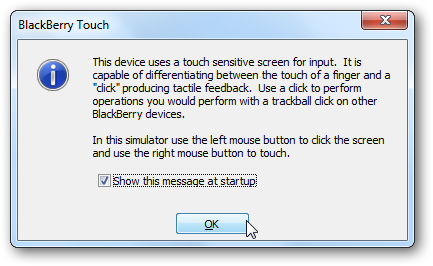 BlackBerry Touch
This device uses a touch sensitive screen for input.  It is
capable of differentiating between the touch of a finger and a
"click" producing tactile feedback.  Use a click to perform
operations you would perform with a trackball click on other
BlackBerry devices.
In this simulator use the left mouse button to click the screen
and use the right mouse button to touch.
Show this message at startup
OK